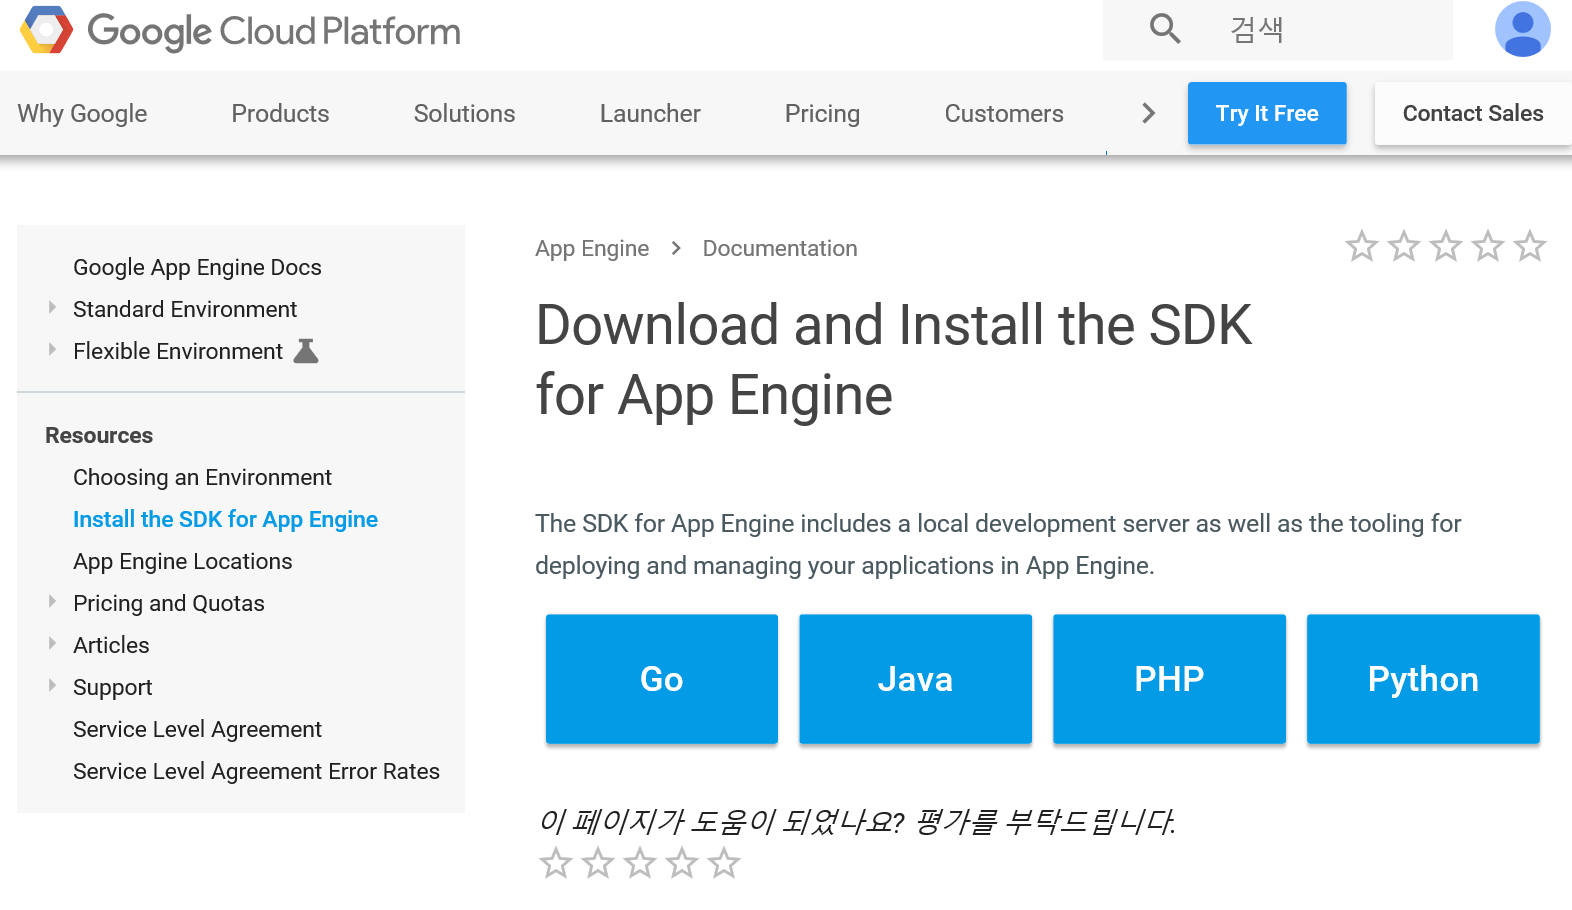 Google Cloud Platform
검색
Why Google
Products
Solutions
Launcher
Pricing
Customers
Try It Free
Contact Sales
Google App Engine Docs
Standard Environment
Flexible Environment
Resources
Choosing an Environment
Install the SDK for App Engine
App Engine Locations
Pricing and Quotas
Articles
Support
Service Level Agreement
Service Level Agreement Error Rates
App Engine
Documentation
Download and Install the SDK
for App Engine
The SDK for App Engine includes a local development server as well as the tooling for
deploying and managing your applications in App Engine.
Go
Java
PHP
Python
이 페이지가 도움이 되었나요? 평가를 부탁드립니다.